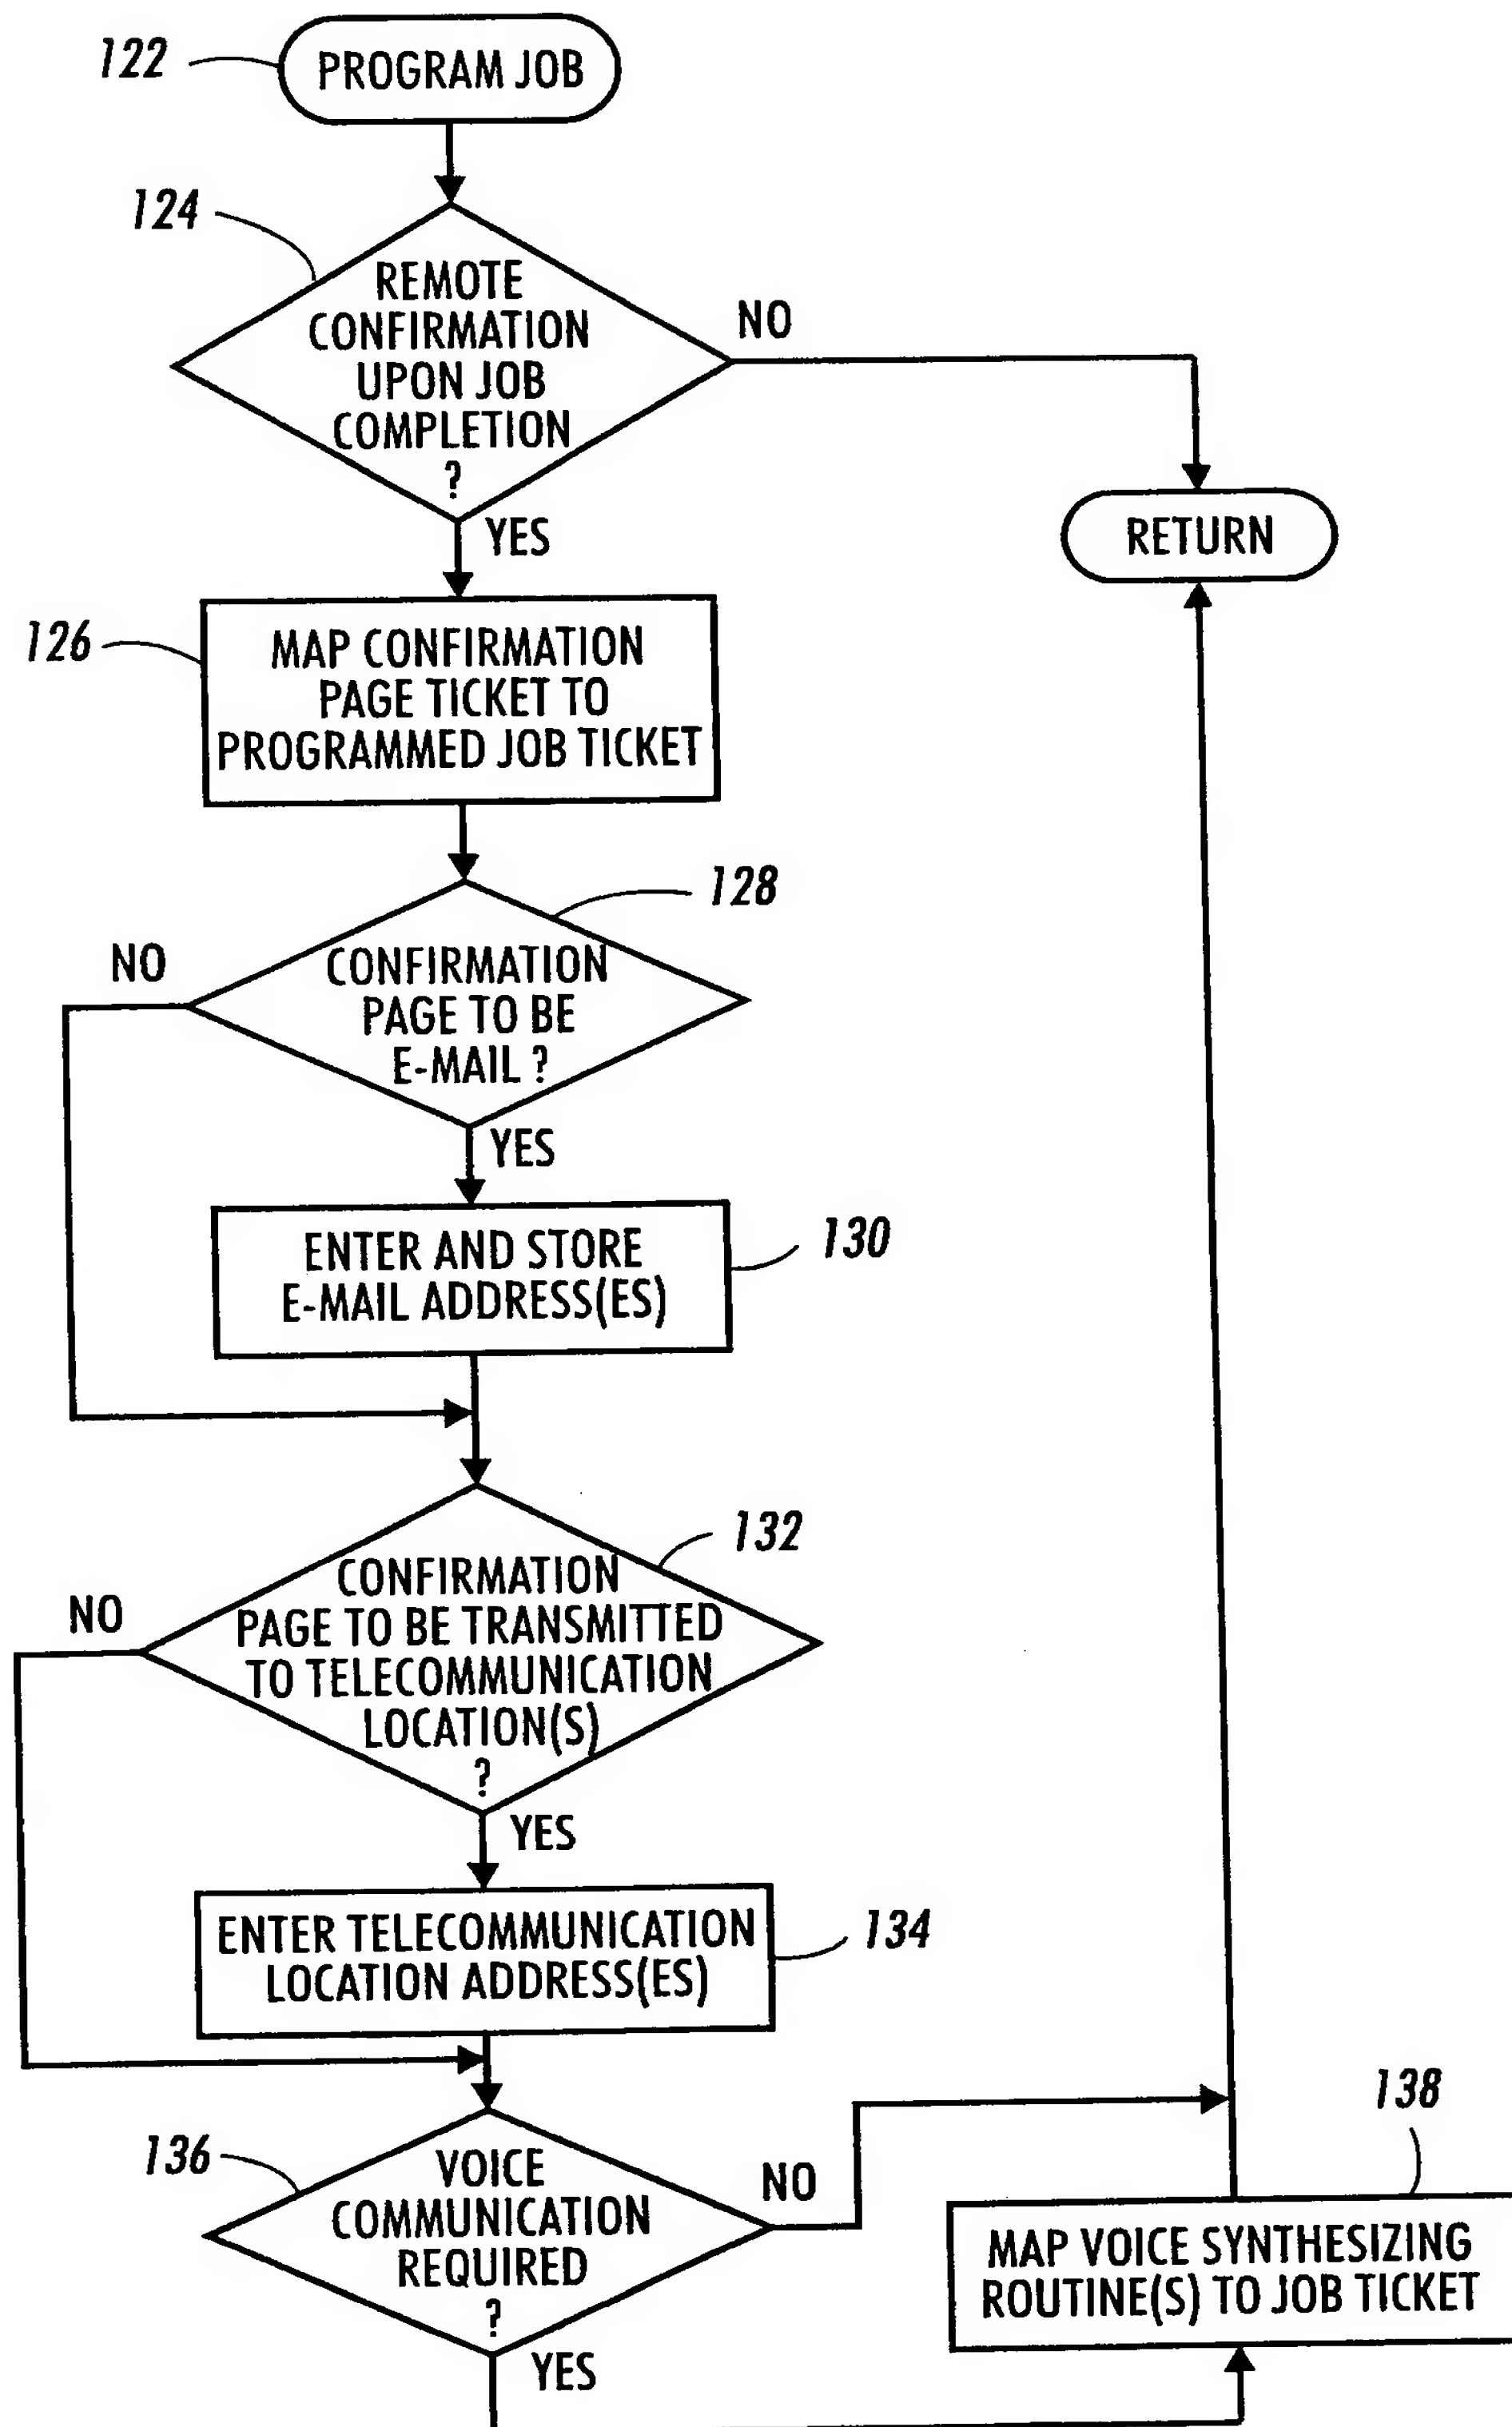 122
PROGRAM JOB
124
REMOTE
CONFIRMATION
UPON JOB
COMPLETION
?
NO
YES
RETURN
126
MAP CONFIRMATION
PAGE TICKET TO
PROGRAMMED JOB TICKET
128
NO
CONFIRMATION
PAGE TO BE
E-MAIL ?
YES
130
ENTER AND STORE
E-MAIL ADDRESS(ES)
132
NO
CONFIRMATION
PAGE TO BE TRANSMITTED
TO TELECOMMUNICATION
LOCATION(S)
?
YES
134
ENTER TELECOMMUNICATION
LOCATION ADDRESS(ES)
136
VOICE
COMMUNICATION
REQUIRED
?
NO
YES
138
MAP VOICE SYNTHESIZING
ROUTINE(S) TO JOB TICKET